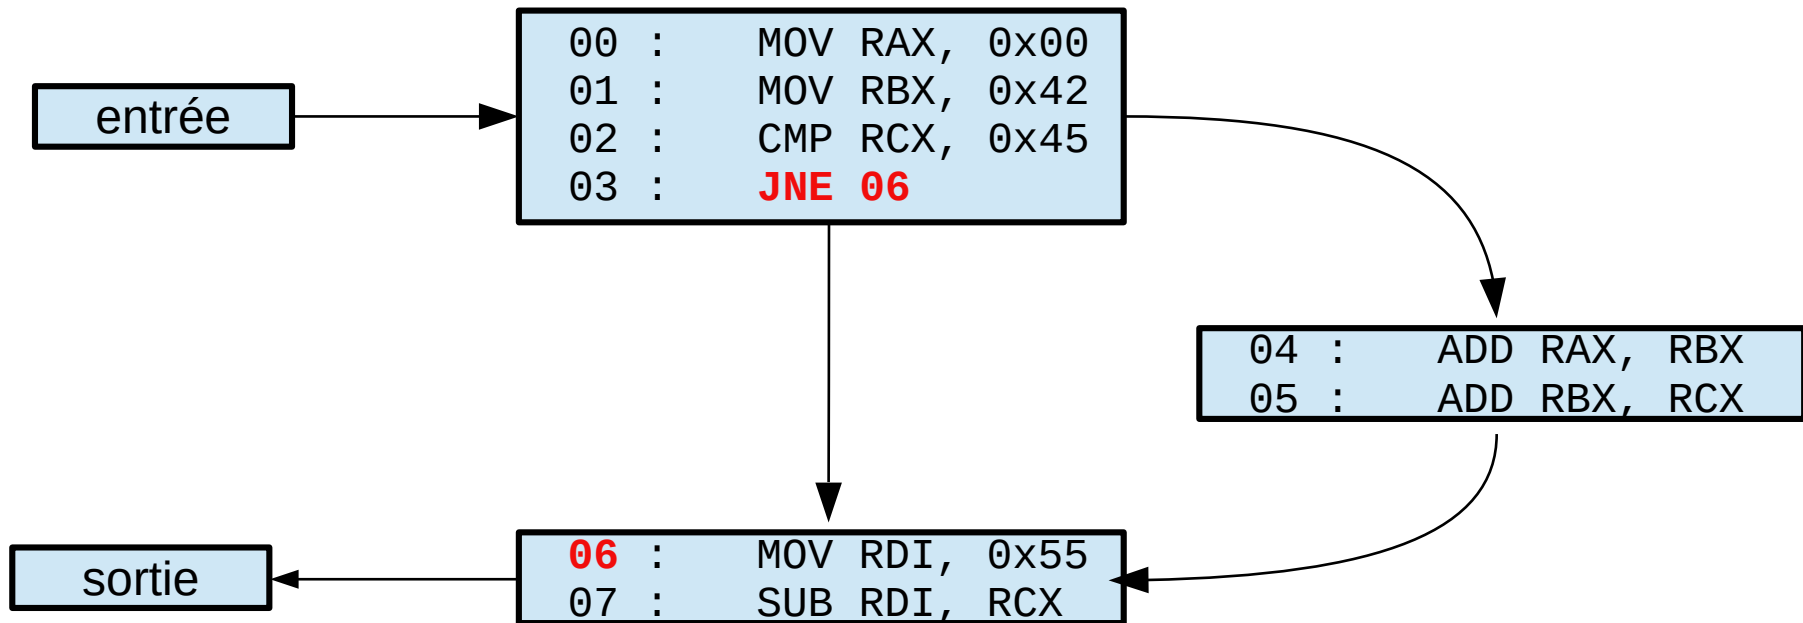 entrée
00 : MOV RAX, 0x00
01 : MOV RBX, 0x42
02 : CMP RCX, 0x45
03 : JNE 06
04 : ADD RAX, RBX
05 : ADD RBX, RCX
06 : MOV RDI, 0x55
07 : SUB RDI, RCX
sortie